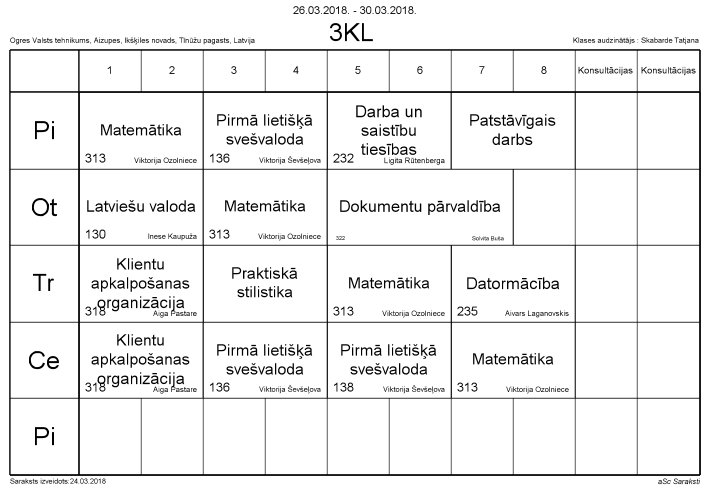 26.03.2018. - 30.03.2018.
Ogres Valsts tehnikums, Aizupes, Ikšķiles novads, Tīnūžu pagasts, Latvija
3KL
Klases audzinātājs : Skabarde Tatjana
1 2 3 4 5 6 7 8 Konsultācijas Konsultācijas
Pi
Matemātika
313 Viktorija Ozolniece
Pirmā lietišķā
svešvaloda
136 Viktorija Ševšeļova
Darba un
saistību
tiesības
232 Ligita Rūtenberga
Patstāvīgais
darbs
Ot
Latviešu valoda
130 Inese Kaupuža
Matemātika
313 Viktorija Ozolniece
Dokumentu pārvaldība
322 Solvita Buša
Tr
Klientu
apkalpošanas
organizācija
318 Aiga Pastare
Praktiskā
stilistika
Matemātika
313 Viktorija Ozolniece
Datormācība
235 Aivars Laganovskis
Ce
Klientu
apkalpošanas
organizācija
318 Aiga Pastare
Pirmā lietišķā
svešvaloda
136 Viktorija Ševšeļova
Pirmā lietišķā
svešvaloda
138 Viktorija Ševšeļova
Matemātika
313 Viktorija Ozolniece
Pi
Saraksts izveidots:24.03.2018
aSc Saraksti